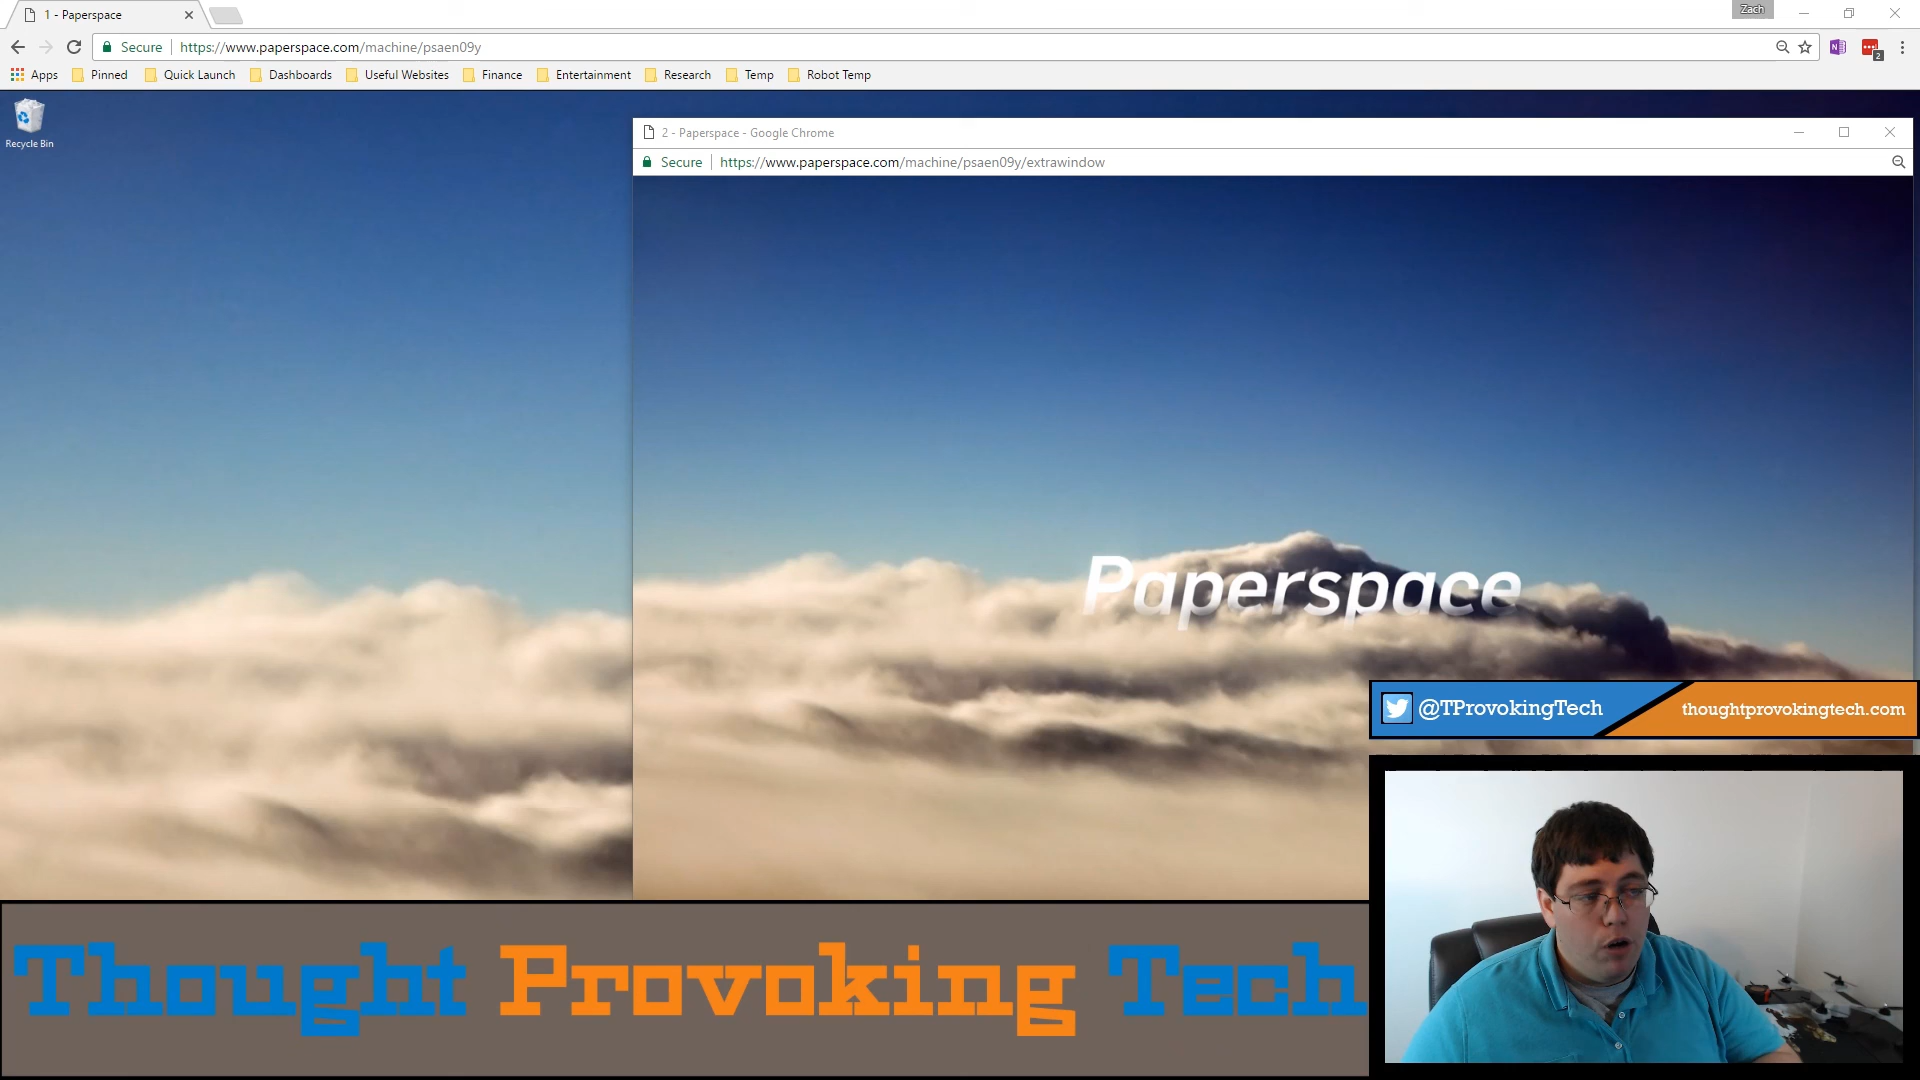 1 - Paperspace
Zach
Secure
https://www.paperspace.com/machine/psaen09y
2
Apps
Pinned
Quick Launch
Dashboards
Useful Websites
Finance
Entertainment
Research
Temp
Robot Temp
Recycle Bin
2 - Paperspace - Google Chrome
Secure
https://www.paperspace.com/machine/psaen09y/extrawindow
Paperspace
@TProvokingTech
thoughtprovokingtech.com
Thought Provoking Tech